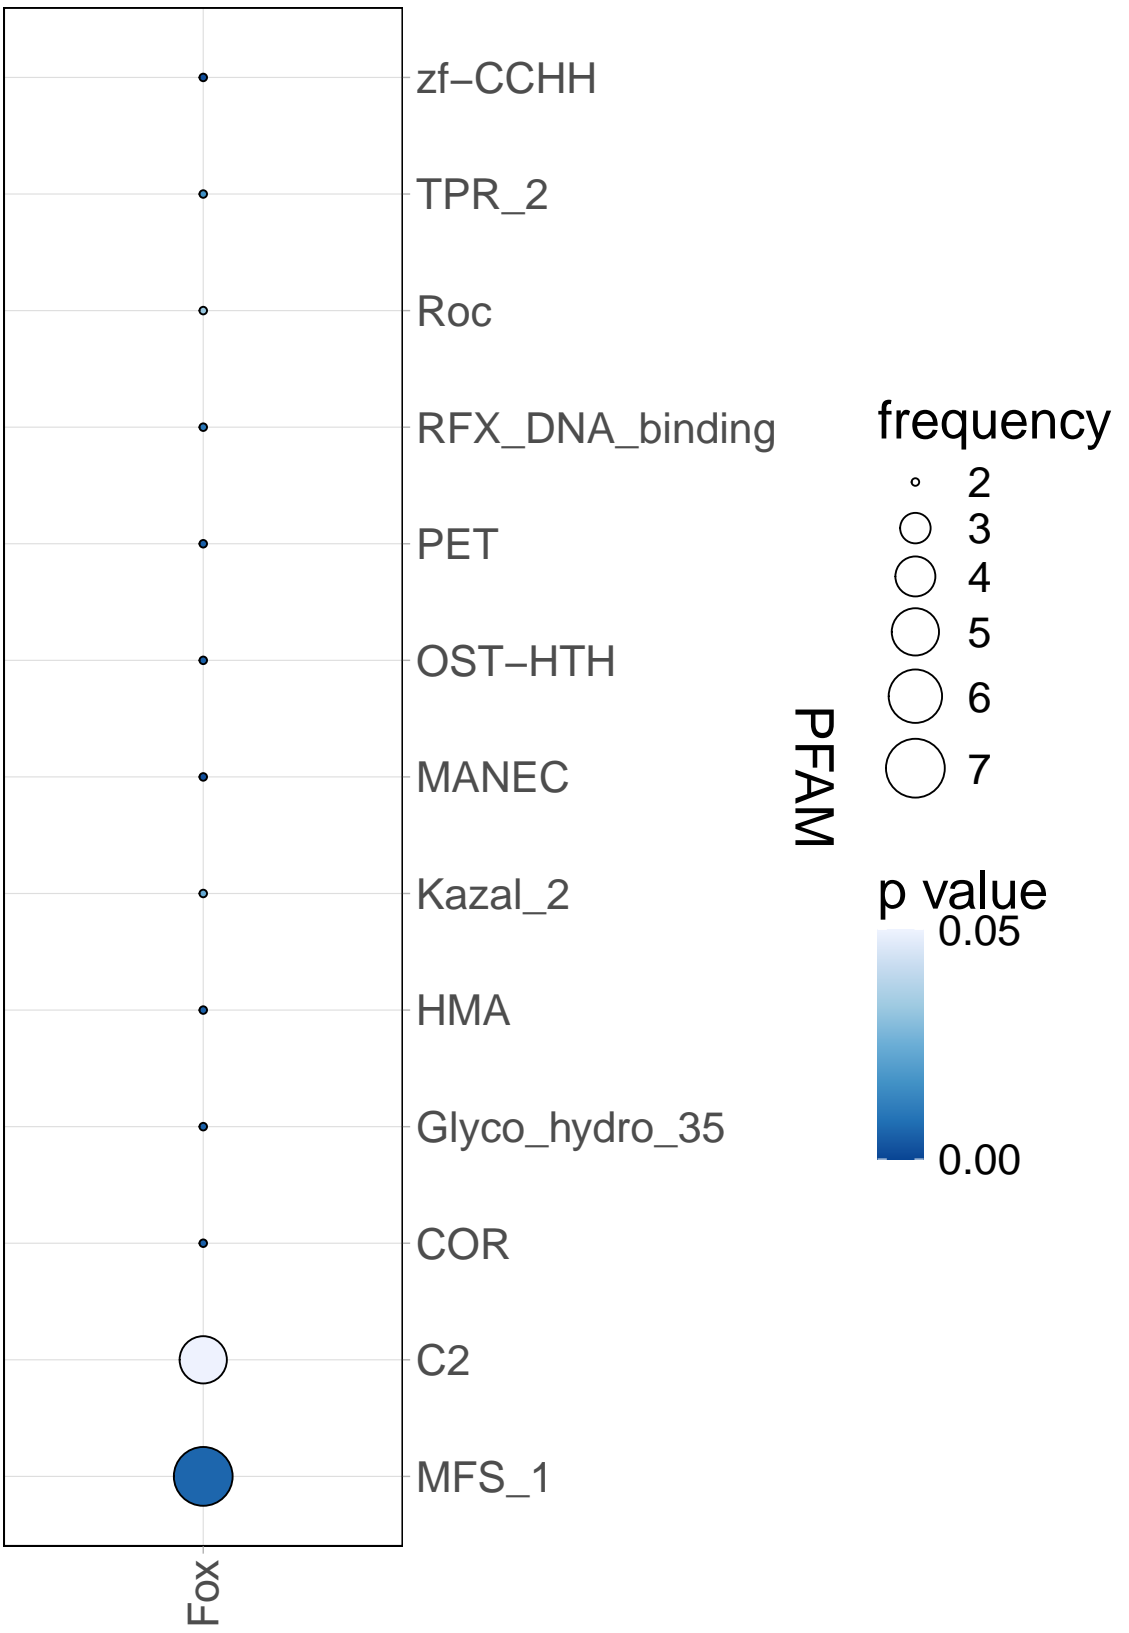 zf−CCHH
TPR_2
Roc
RFX_DNA_binding
PET
OST−HTH
MANEC
Kazal_2
HMA
Glyco_hydro_35
COR
C2
MFS_1
Fox
PFAM
frequency
2
3
4
5
6
7
p value
0.05
0.00